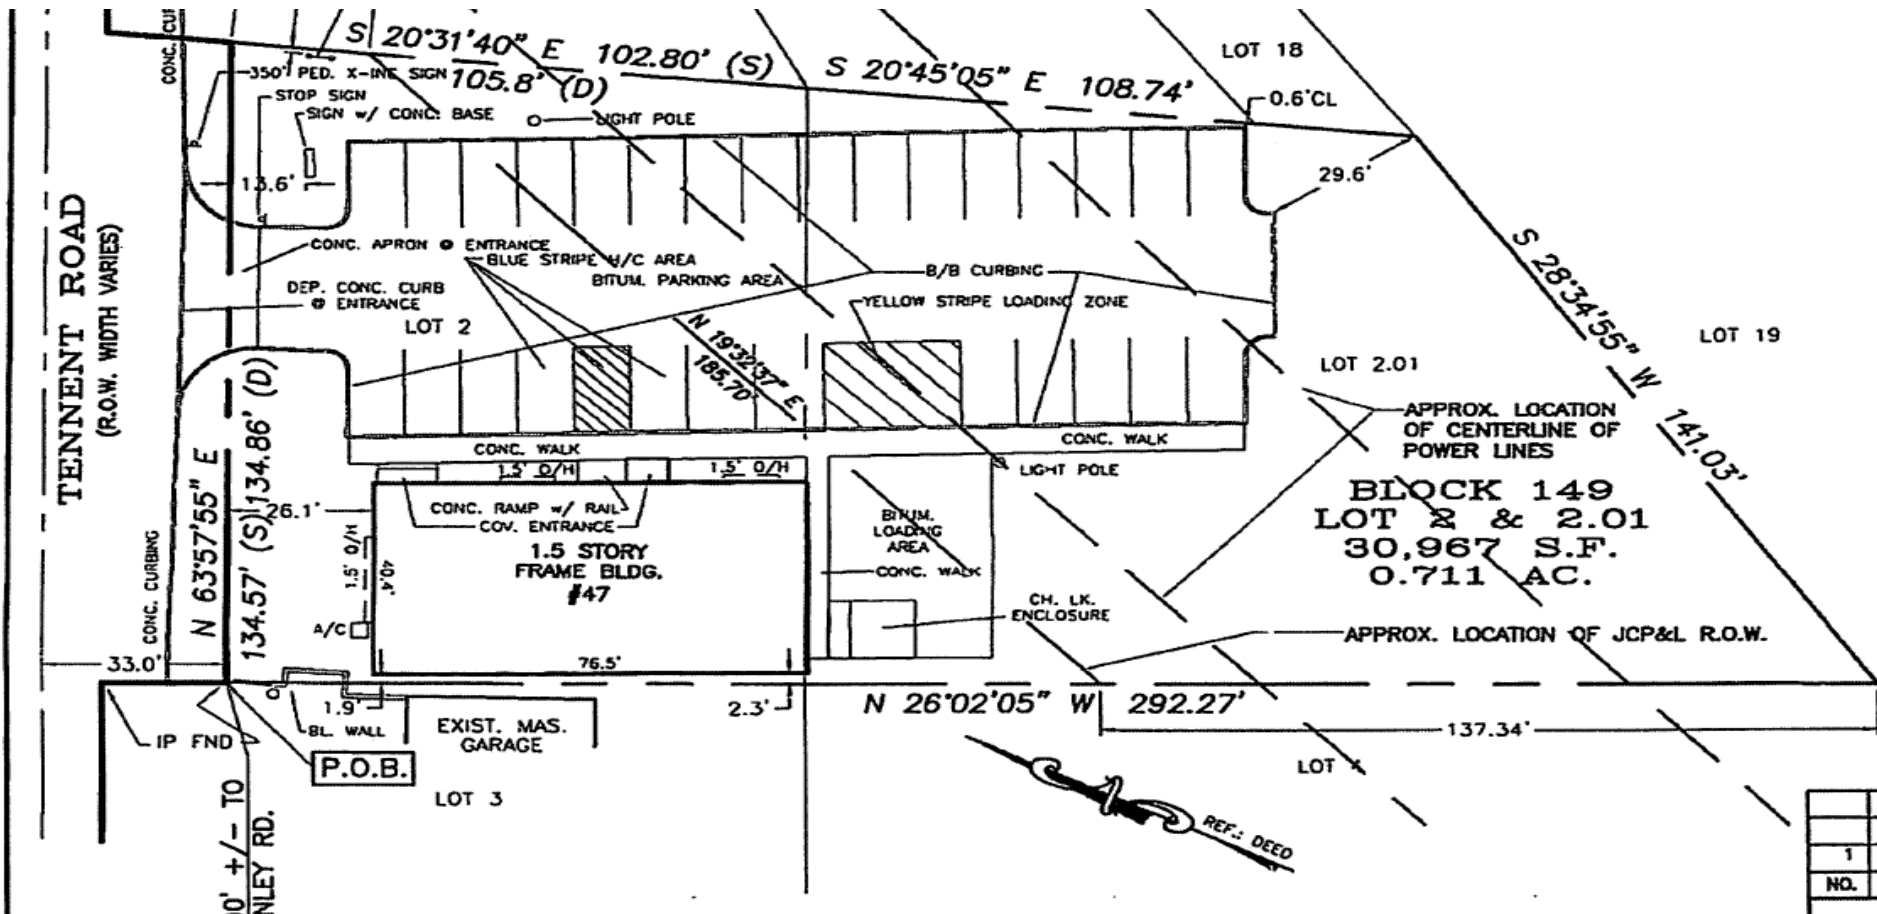 CONC. CU
S 20°31'40" E 102.80' (S)
105.8' (D)
S 20°45'05" E 108.74'
LOT 18
0.6'CL
350' PED. X-ING SIGN
STOP SIGN
SIGN w/ CONC. BASE
LIGHT POLE
13.6'
29.6'
TENNENT ROAD
(R.O.W. WIDTH VARIES)
CONC. APRON @ ENTRANCE
BLUE STRIPE H/C AREA
BITUM. PARKING AREA
B/B CURBING
DEP. CONC. CURB
@ ENTRANCE
LOT 2
YELLOW STRIPE LOADING ZONE
N 19°32'37" E
185.70'
S 28°34'55" W 141.03'
LOT 19
LOT 2.01
APPROX. LOCATION
OF CENTERLINE OF
POWER LINES
CONC. WALK
CONC. WALK
1.5' O/H
1.5' O/H
LIGHT POLE
N 63°57'55" E
134.57' (S) 134.86' (D)
26.1'
CONC. RAMP w/ RAIL
COV. ENTRANCE
1.5 STORY
FRAME BLDG.
#47
1.5' O/H
40.4'
BITUM.
LOADING
AREA
CONC. WALK
CH. LK.
ENCLOSURE
BLOCK 149
LOT 2 & 2.01
30,967 S.F.
0.711 AC.
APPROX. LOCATION OF JCP&L R.O.W.
CONC. CURBING
A/C
33.0'
76.5'
1.9'
2.3'
N 26°02'05" W 292.27'
137.34'
IP FND
BL. WALL
EXIST. MAS.
GARAGE
P.O.B.
LOT 3
LOT
REF.: DEED
00' +/- TO
NLEY RD.
1
NO.